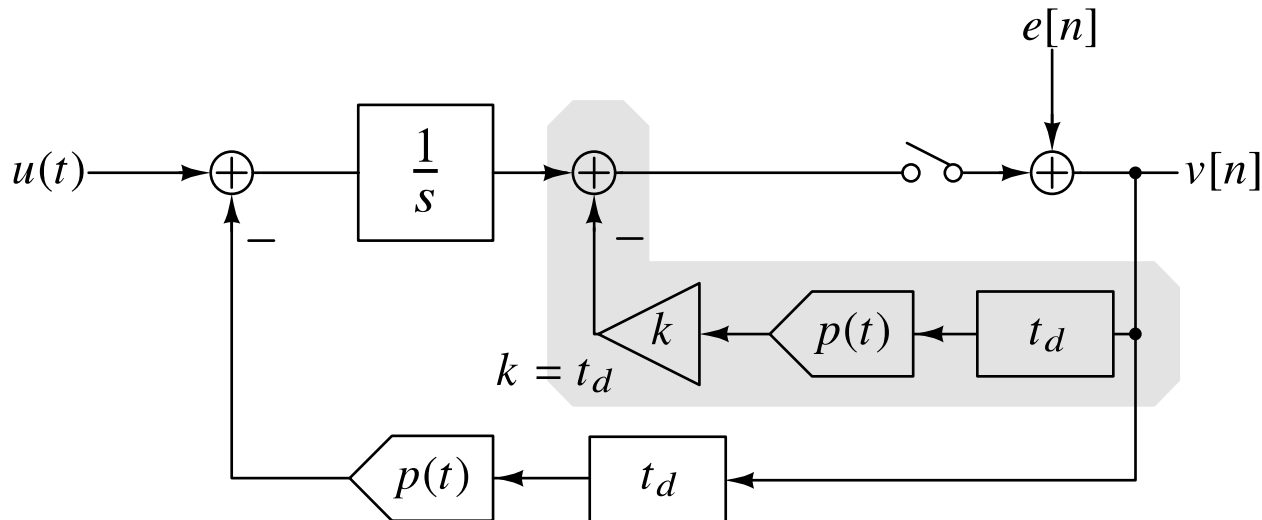 e[n]
u(t)
1
s
v[n]
−
−
k
p(t)
t_d
k = t_d
p(t)
t_d